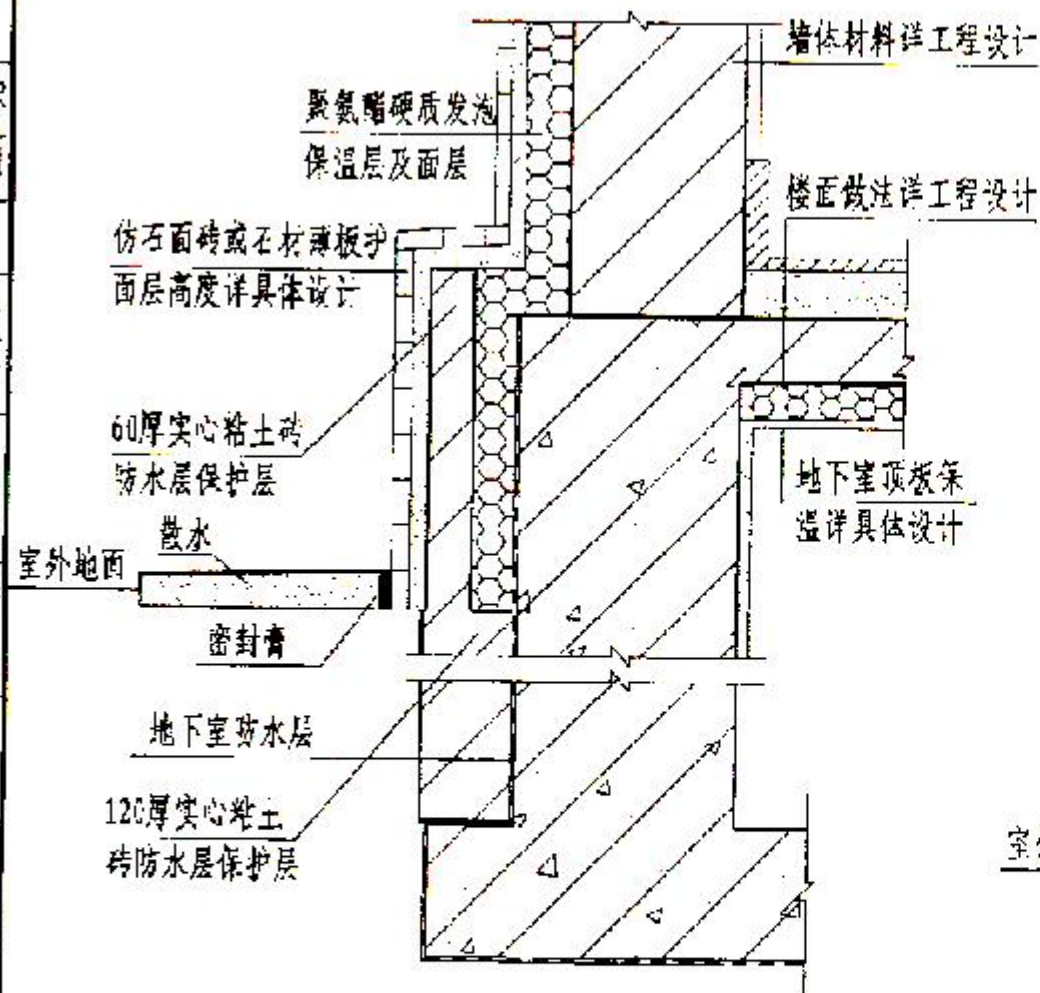 墙体材料详工程设计
聚氨酯硬质发泡
保温层及面层
楼面做法详工程设计
仿石面砖或石材薄板护
面层高度详具体设计
60厚实心粘土砖
防水层保护层
地下室顶板保
温详具体设计
散水
室外地面
密封膏
地下室防水层
120厚实心粘土
砖防水层保护层